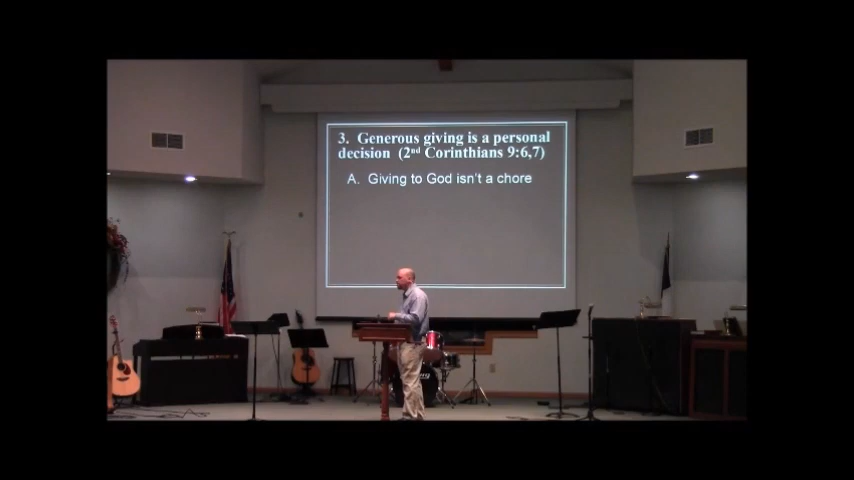 3. Generous giving is a personal
decision (2nd Corinthians 9:6,7)
A. Giving to God isn't a chore